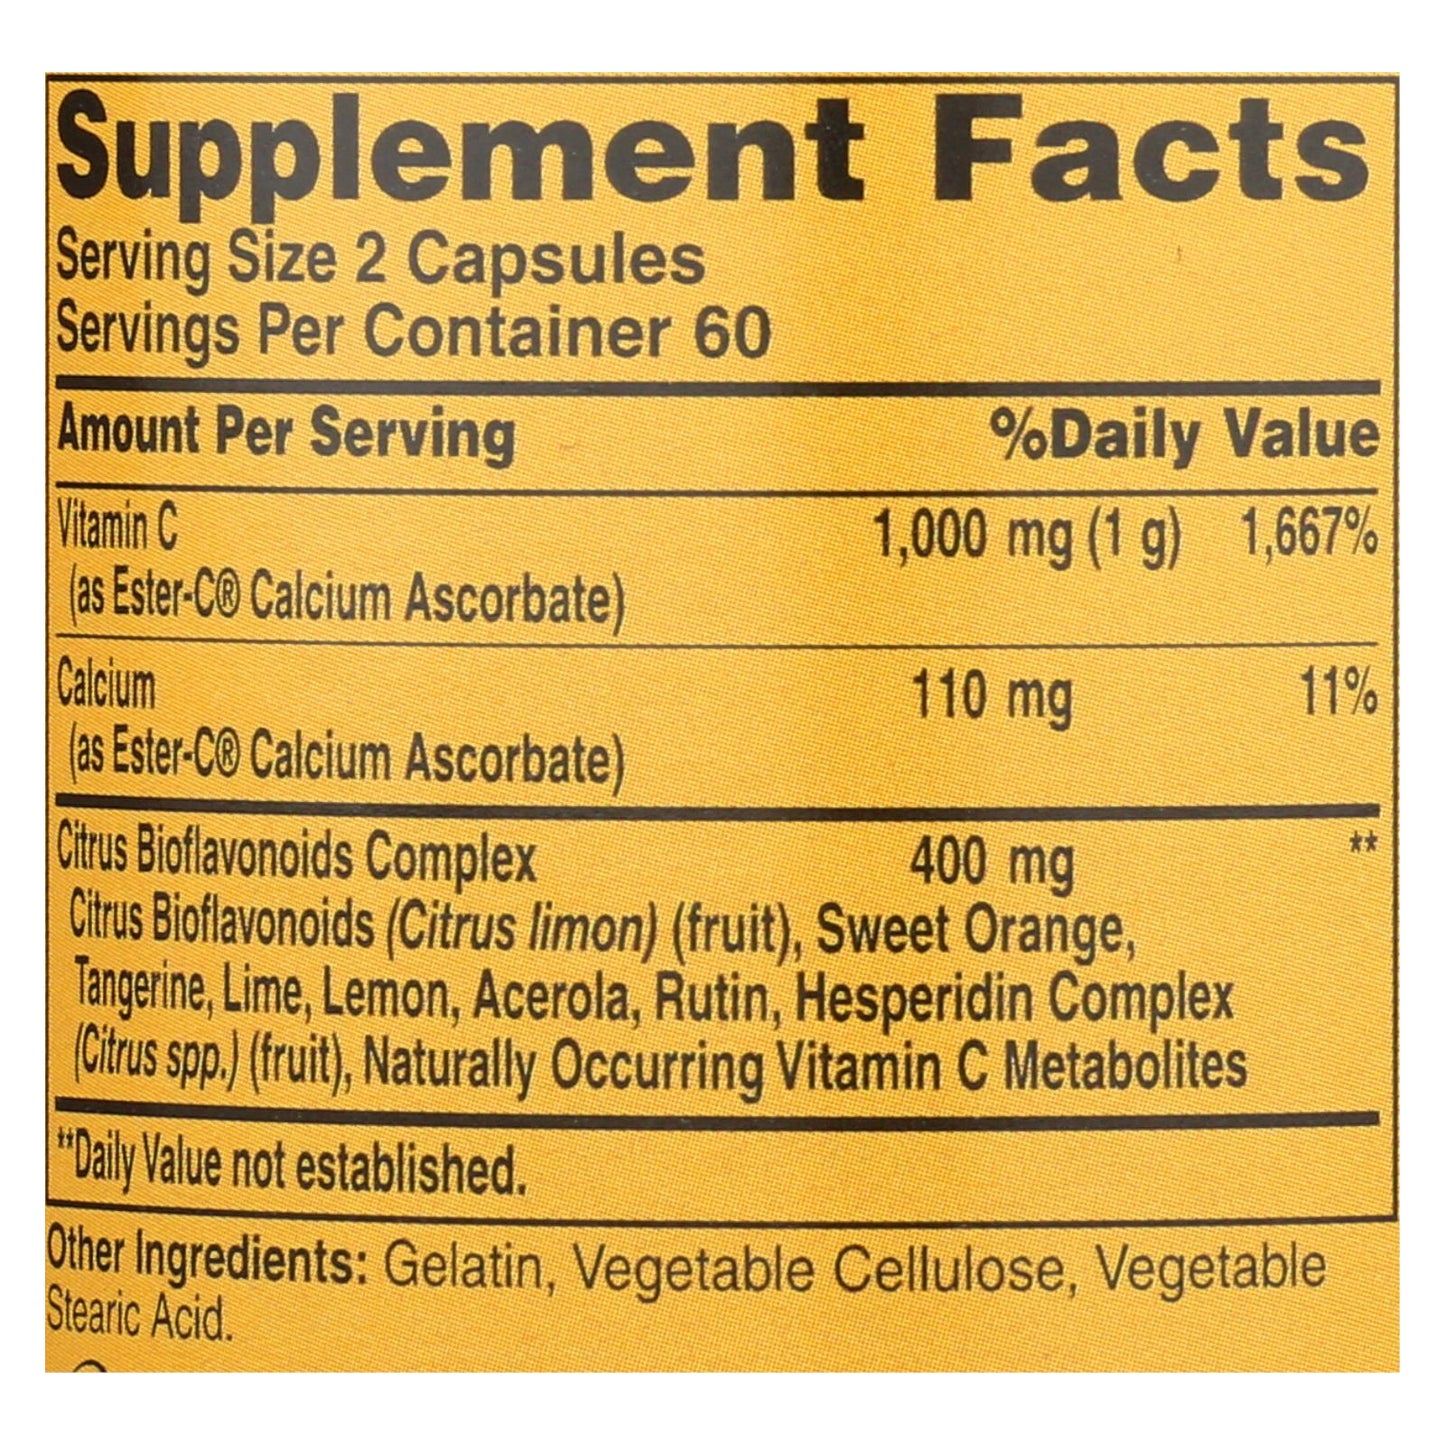 Supplement Facts
Serving Size 2 Capsules
Servings Per Container 60
Amount Per Serving %Daily Value
Vitamin C 1,000 mg (1 g) 1,667%
(as Ester-C® Calcium Ascorbate)
Calcium 110 mg 11%
(as Ester-C® Calcium Ascorbate)
Citrus Bioflavonoids Complex 400 mg **
Citrus Bioflavonoids (Citrus limon) (fruit), Sweet Orange,
Tangerine, Lime, Lemon, Acerola, Rutin, Hesperidin Complex
(Citrus spp.) (fruit), Naturally Occurring Vitamin C Metabolites
**Daily Value not established.
Other Ingredients: Gelatin, Vegetable Cellulose, Vegetable
Stearic Acid.